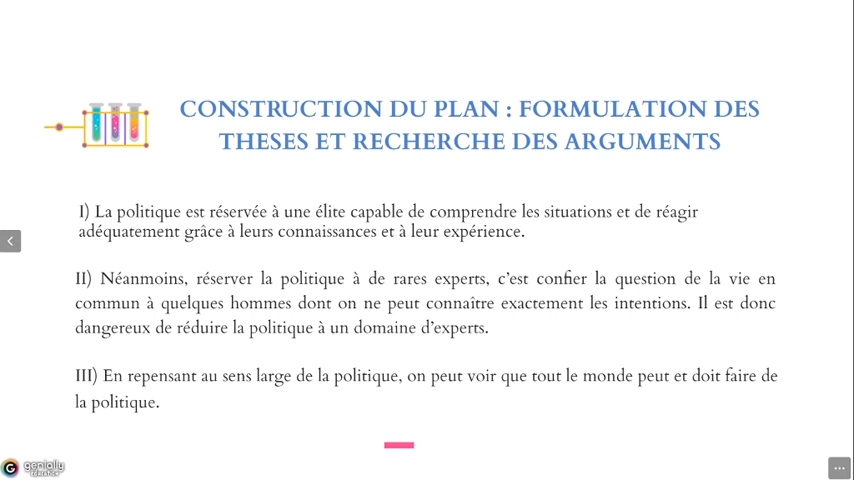 CONSTRUCTION DU PLAN : FORMULATION DES
THESES ET RECHERCHE DES ARGUMENTS
I) La politique est réservée à une élite capable de comprendre les situations et de réagir
adéquatement grâce à leurs connaissances et à leur expérience.
II) Néanmoins, réserver la politique à de rares experts, c'est confier la question de la vie en
commun à quelques hommes dont on ne peut connaître exactement les intentions. Il est donc
dangereux de réduire la politique à un domaine d'experts.
III) En repensant au sens large de la politique, on peut voir que tout le monde peut et doit faire de
la politique.
genially